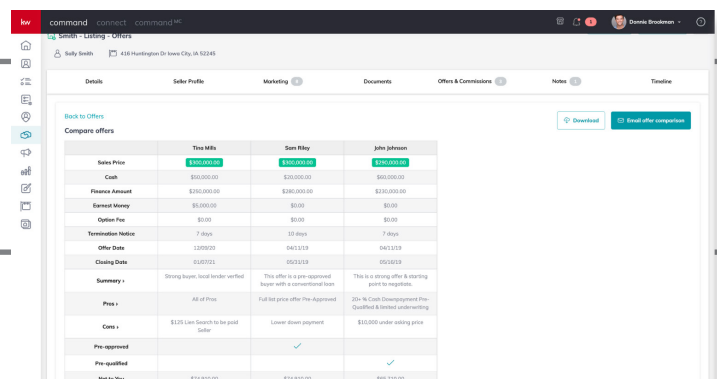 kw command connect command MC 1 Donnie Brookman ?
Smith - Listing - Offers
Sally Smith 416 Huntington Dr Iowa City, IA 52245
Details Seller Profile Marketing Documents Offers & Commissions Notes Timeline
Back to Offers Download Email offer comparison
Compare offers
Tina Mills Sam Riley John Johnson
Sales Price $300,000.00 $300,000.00 $290,000.00
Cash $50,000.00 $20,000.00 $60,000.00
Finance Amount $250,000.00 $280,000.00 $230,000.00
Earnest Money $5,000.00 $0.00 $0.00
Option Fee $0.00 $0.00 $0.00
Termination Notice 7 days 10 days 7 days
Offer Date 12/09/20 04/11/19 04/11/19
Closing Date 01/07/21 05/31/19 05/16/19
Summary Strong buyer, local lender verfied This offer is a pre-approved This is a strong offer & starting
buyer with a conventional loan point to negotiate.
Pros All of Pros Full list price offer Pre-Approved 20+ % Cash Downpayment Pre-
Qualified & limited underwriting
Cons $125 Lien Search to be paid Lower down payment $10,000 under asking price
Seller
Pre-approved
Pre-qualified
Net to You